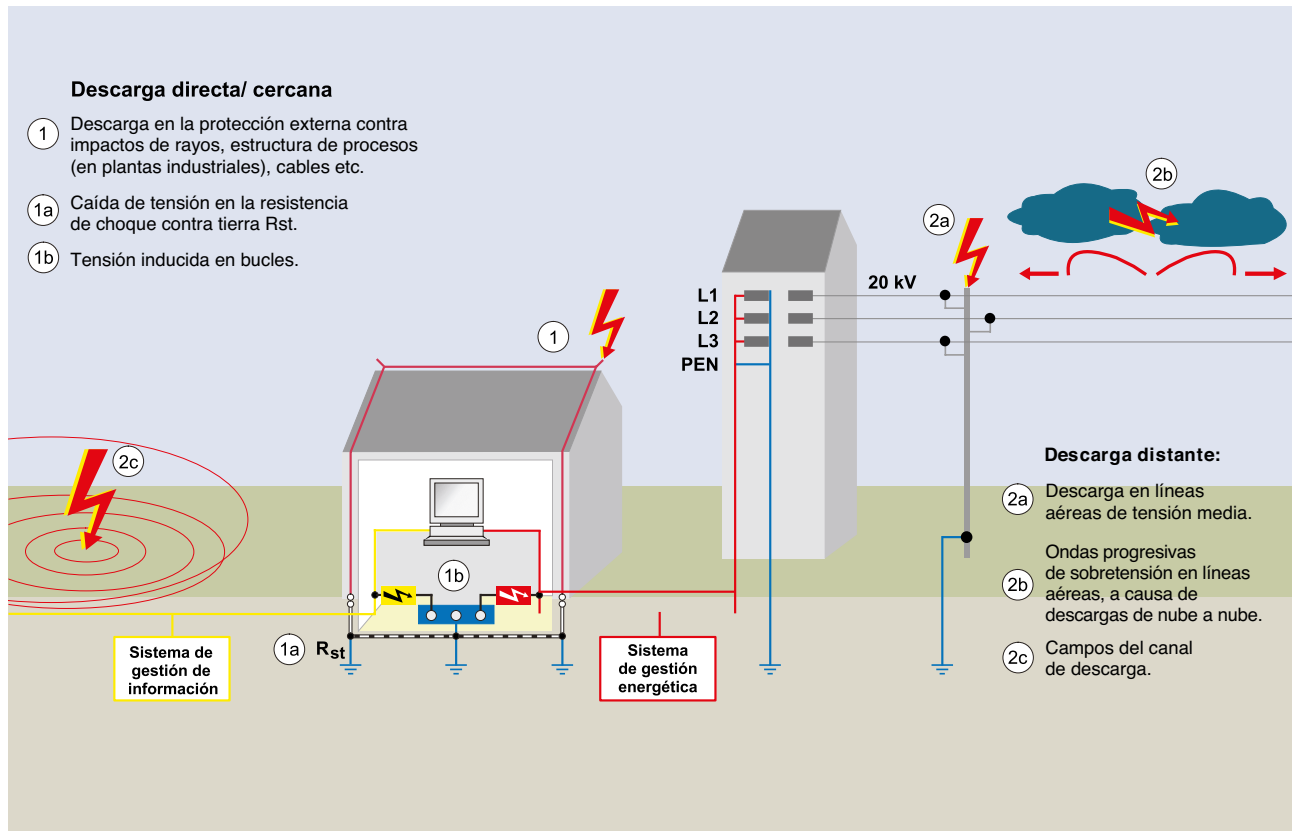 Descarga directa/ cercana
1
Descarga en la protección externa contra
impactos de rayos, estructura de procesos
(en plantas industriales), cables etc.
1a
Caída de tensión en la resistencia
de choque contra tierra Rst.
1b
Tensión inducida en bucles.
2b
2a
20 kV
L1
L2
L3
PEN
1
2c
1b
1a
Rst
Sistema de
gestión de
información
Sistema
de gestión
energética
Descarga distante:
2a
Descarga en líneas
aéreas de tensión media.
2b
Ondas progresivas
de sobretensión en líneas
aéreas, a causa de
descargas de nube a nube.
2c
Campos del canal
de descarga.